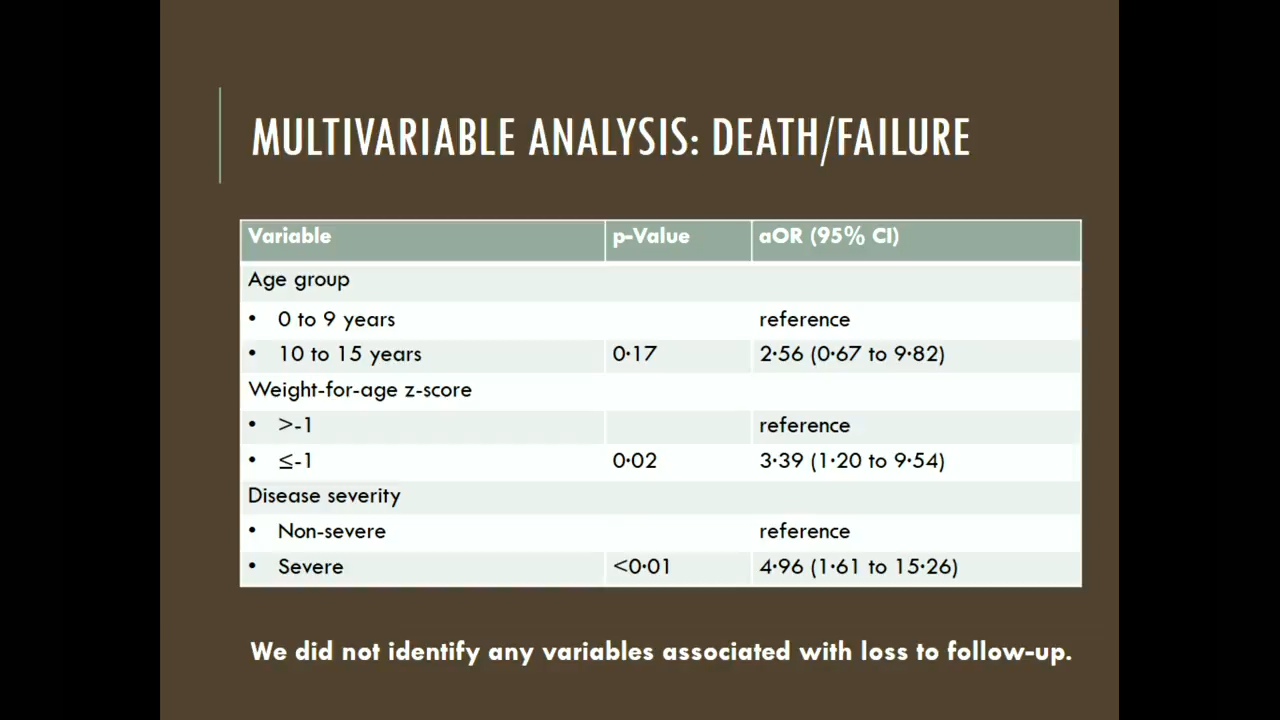 MULTIVARIABLE ANALYSIS: DEATH/FAILURE
Variable p-Value aOR (95% CI)
Age group
• 0 to 9 years reference
• 10 to 15 years 0·17 2·56 (0·67 to 9·82)
Weight-for-age z-score
• >-1 reference
• ≤-1 0·02 3·39 (1·20 to 9·54)
Disease severity
• Non-severe reference
• Severe <0·01 4·96 (1·61 to 15·26)
We did not identify any variables associated with loss to follow-up.